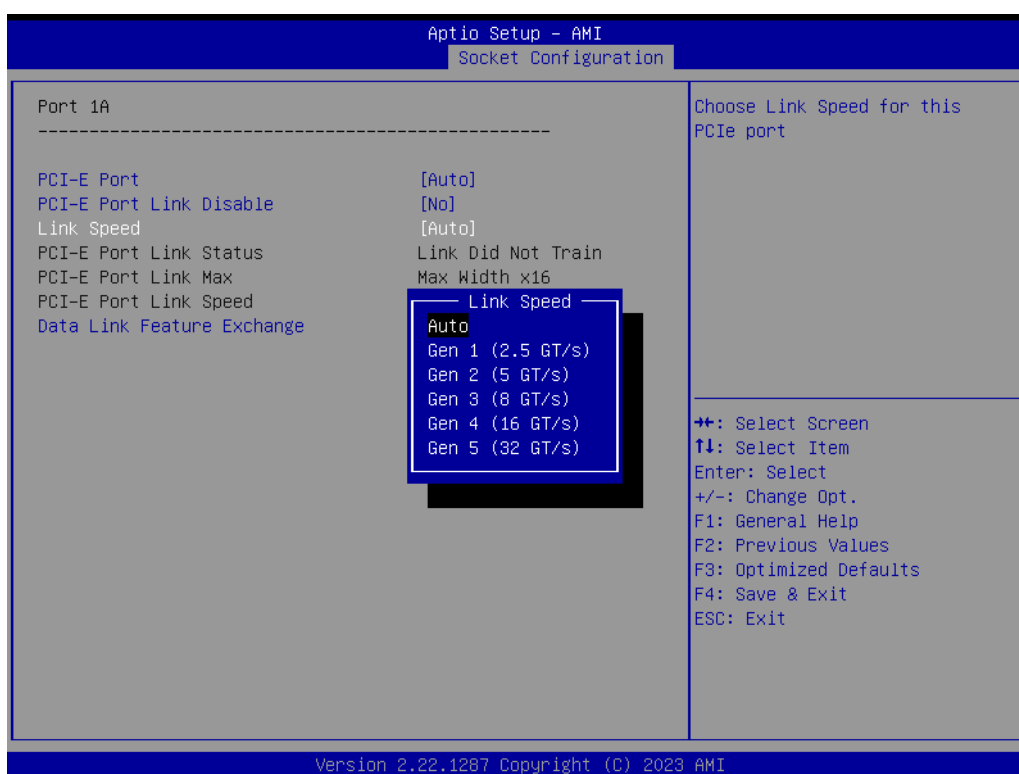 Aptio Setup – AMI
Socket Configuration
Port 1A
--------------------------------------------------
PCI-E Port [Auto]
PCI-E Port Link Disable [No]
Link Speed [Auto]
PCI-E Port Link Status Link Did Not Train
PCI-E Port Link Max Max Width x16
PCI-E Port Link Speed
Data Link Feature Exchange
Link Speed
Auto
Gen 1 (2.5 GT/s)
Gen 2 (5 GT/s)
Gen 3 (8 GT/s)
Gen 4 (16 GT/s)
Gen 5 (32 GT/s)
Choose Link Speed for this
PCIe port
→←: Select Screen
↑↓: Select Item
Enter: Select
+/-: Change Opt.
F1: General Help
F2: Previous Values
F3: Optimized Defaults
F4: Save & Exit
ESC: Exit
Version 2.22.1287 Copyright (C) 2023 AMI